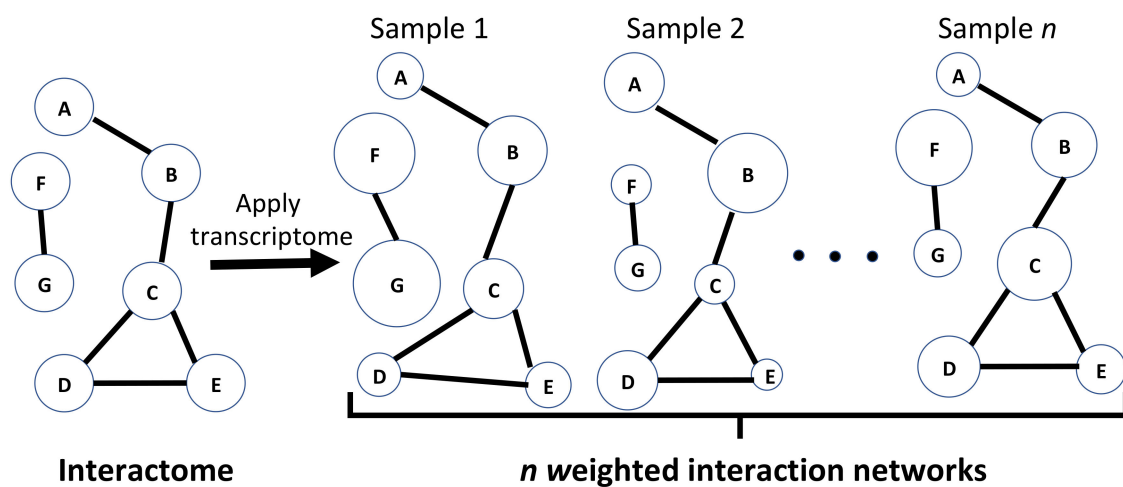 Sample 1
Sample 2
Sample n
A
B
F
G
C
D
E
Apply
transcriptome
A
F
B
G
C
D
E
A
B
F
G
C
D
E
A
F
B
G
C
D
E
Interactome
n weighted interaction networks